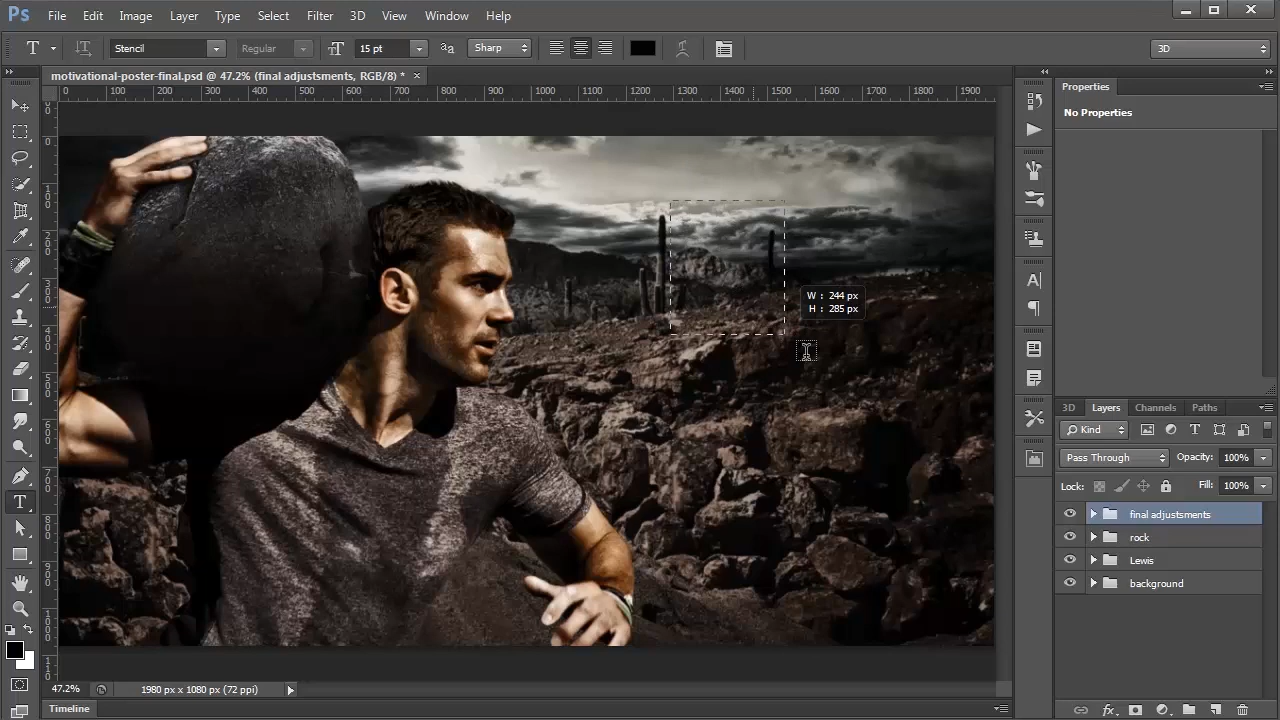 Ps File Edit Image Layer Type Select Filter 3D View Window Help
T Stencil Regular 15 pt Sharp 3D
motivational-poster-final.psd @ 47.2% (final adjustsments, RGB/8) * ×
0 100 200 300 400 500 600 700 800 900 1000 1100 1200 1300 1400 1500 1600 1700 1800 1900
Properties
No Properties
W : 244 px
H : 285 px
3D Layers Channels Paths
Kind
Pass Through Opacity: 100%
Lock: Fill: 100%
final adjustsments
rock
Lewis
background
47.2% 1980 px x 1080 px (72 ppi)
Timeline